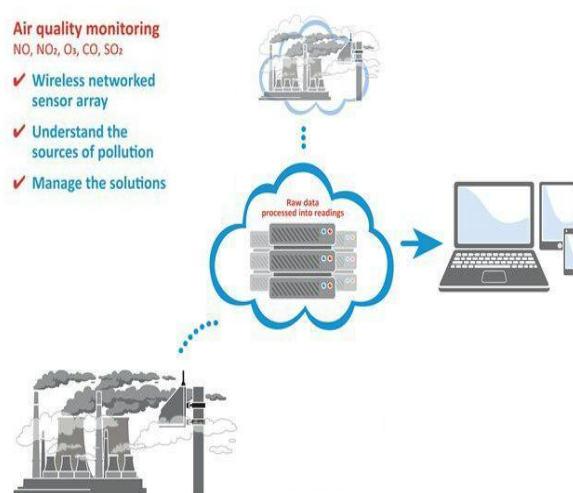 Air quality monitoring
NO, NO₂, O₃, CO, SO₂
✔ Wireless networked
sensor array
✔ Understand the
sources of pollution
✔ Manage the solutions
Raw data
processed into readings